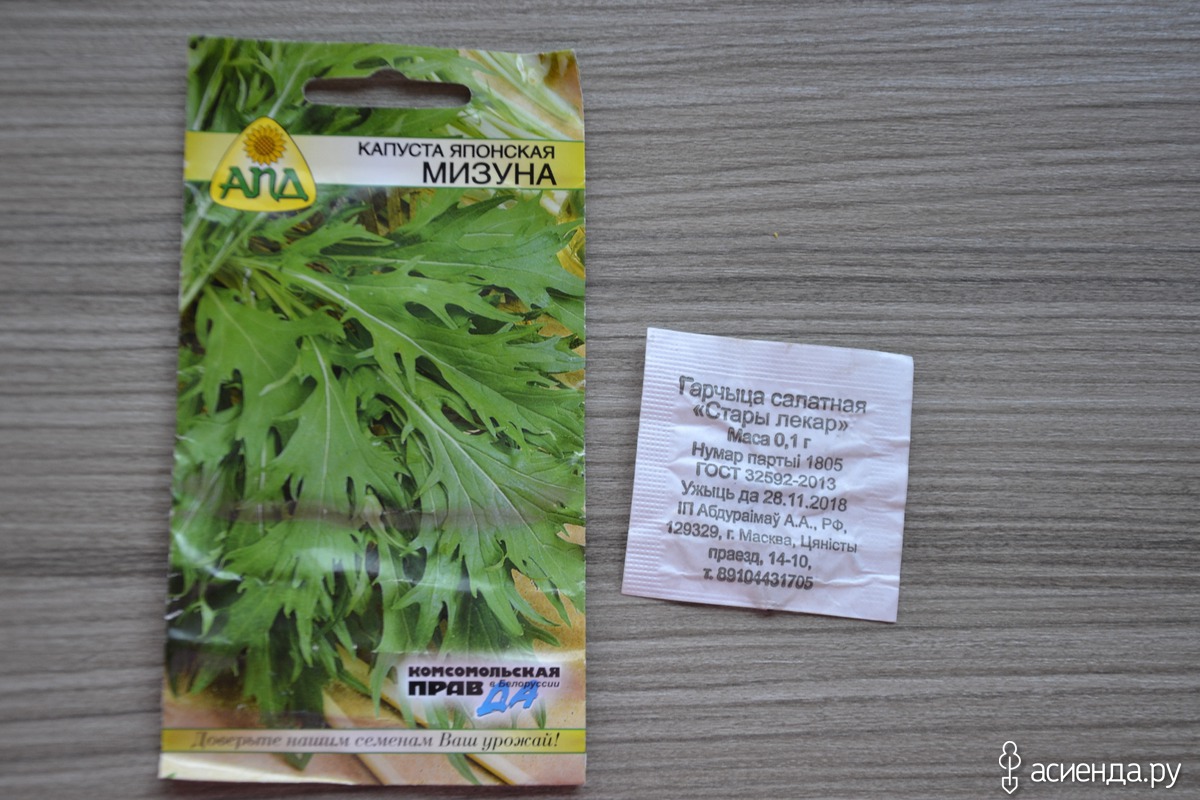 АПД
КАПУСТА ЯПОНСКАЯ
МИЗУНА
КОМСОМОЛЬСКАЯ
ПРАВДА
в Белоруссии
Доверьте нашим семенам Ваш урожай!
Гарчыца салатная
«Стары лекар»
Маса 0,1 г
Нумар партыі 1805
ГОСТ 32592-2013
Ужыць да 28.11.2018
ІП Абдураімаў А.А., РФ,
129329, г. Масква, Цяністы
праезд, 14-10,
т. 89104431705
асиенда.ру